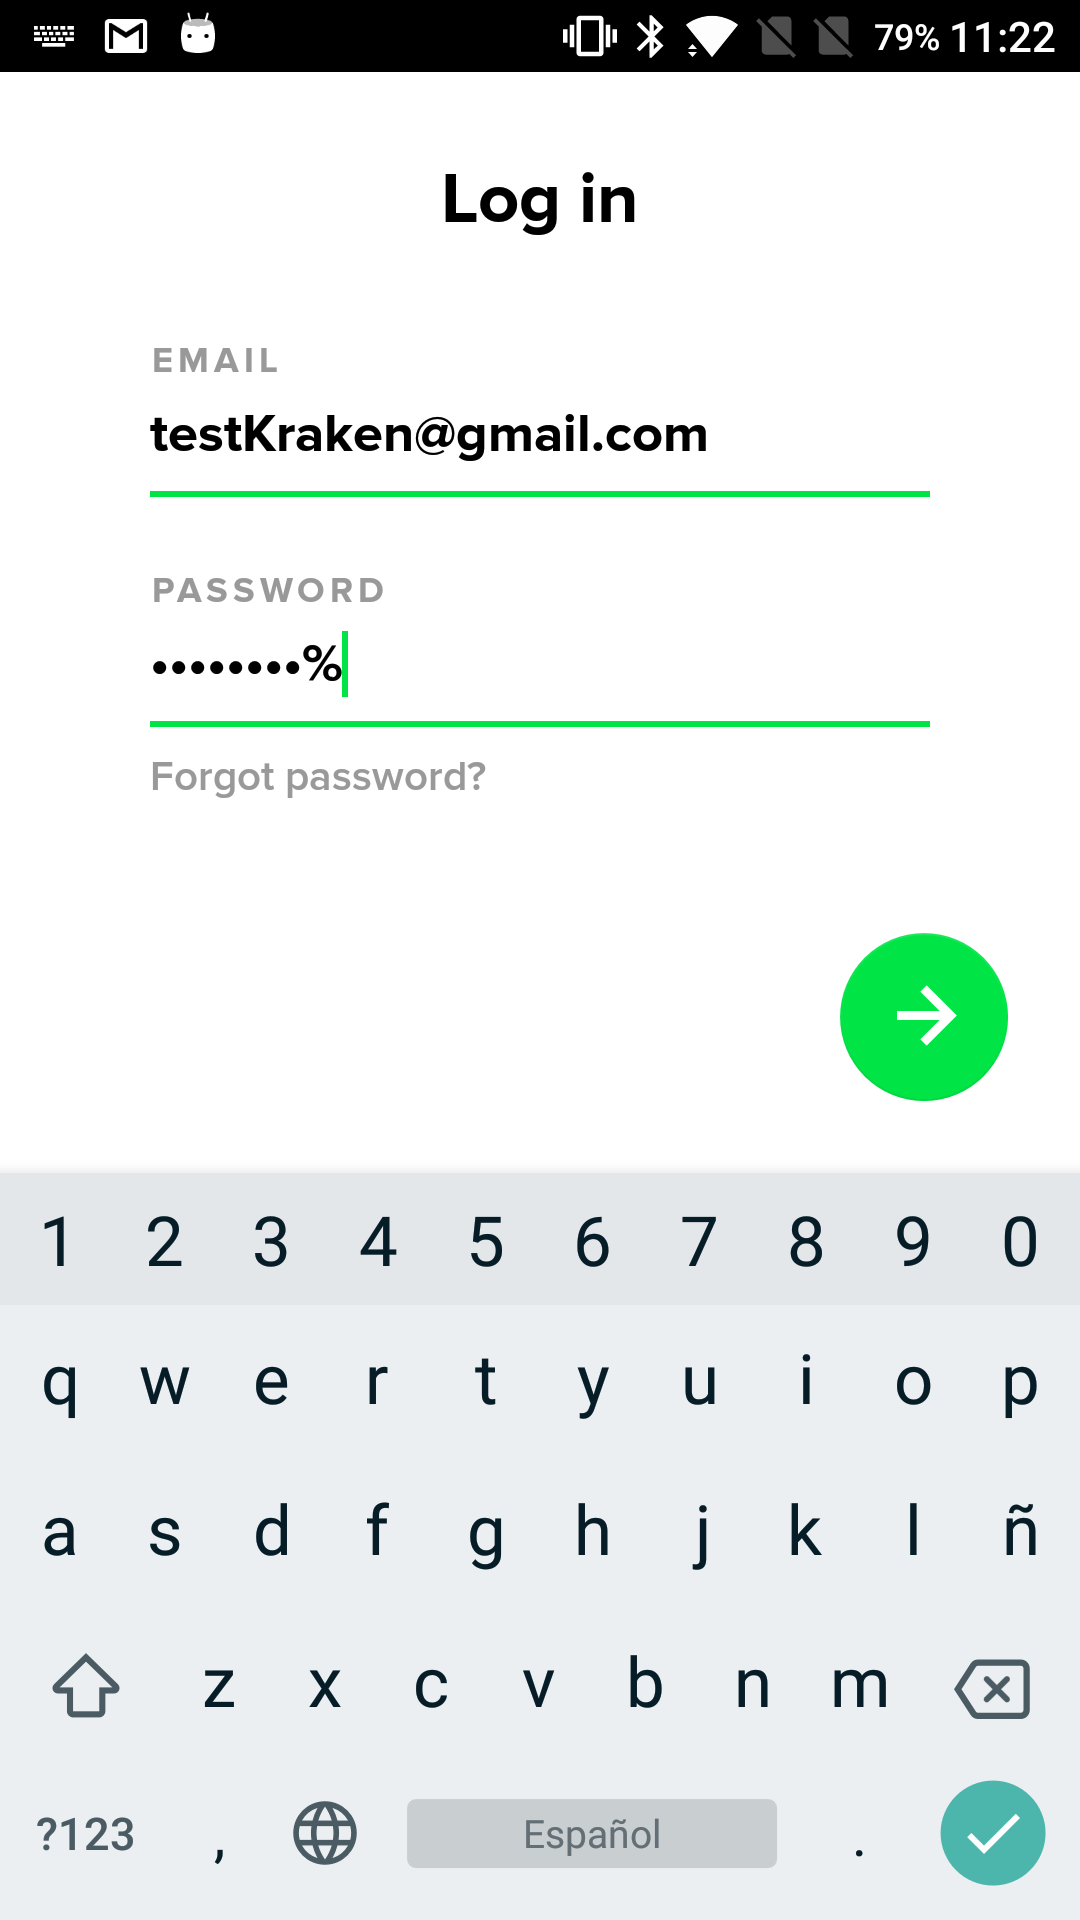 79% 11:22
Log in
EMAIL
testKraken@gmail.com
PASSWORD
••••••••%
Forgot password?
1 2 3 4 5 6 7 8 9 0
q w e r t y u i o p
a s d f g h j k l ñ
z x c v b n m
?123 , Español .